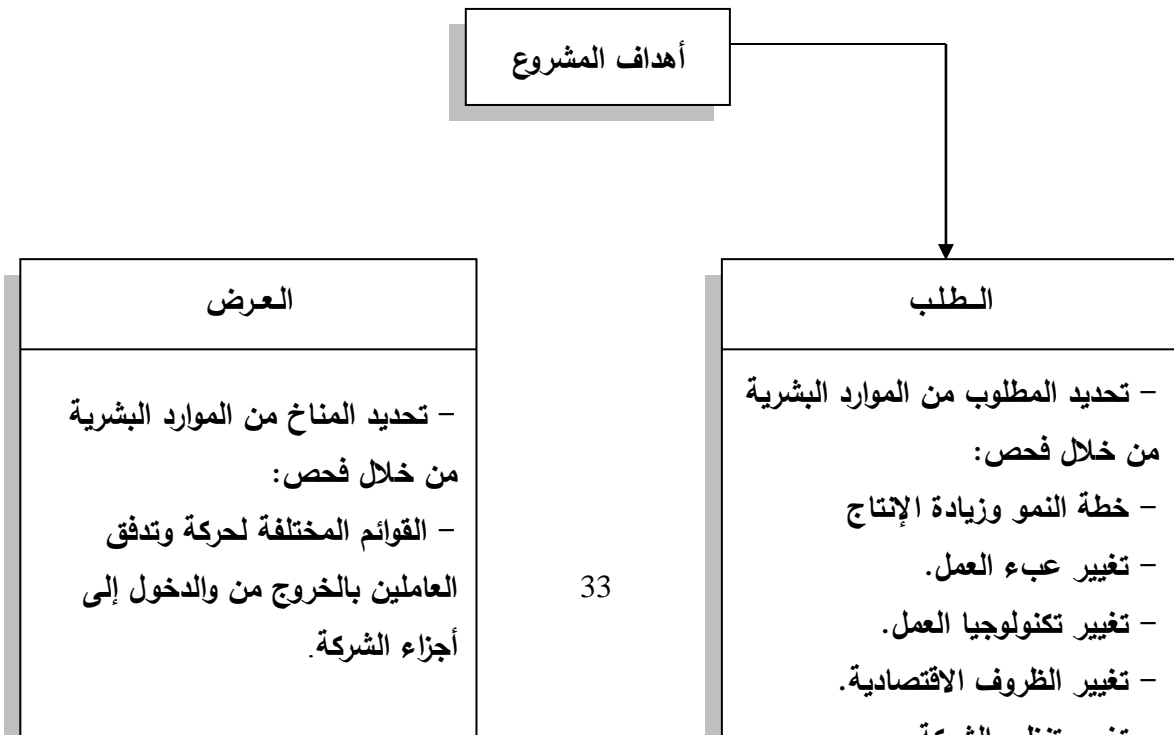 أهداف المشروع
الـطلب
– تحديد المطلوب من الموارد البشرية
من خلال فحص:
– خطة النمو وزيادة الإنتاج
– تغيير عبء العمل.
– تغيير تكنولوجيا العمل.
– تغيير الظروف الاقتصادية.
العرض
– تحديد المناخ من الموارد البشرية
من خلال فحص:
– القوائم المختلفة لحركة وتدفق
العاملين بالخروج من والدخول إلى
أجزاء الشركة.
33